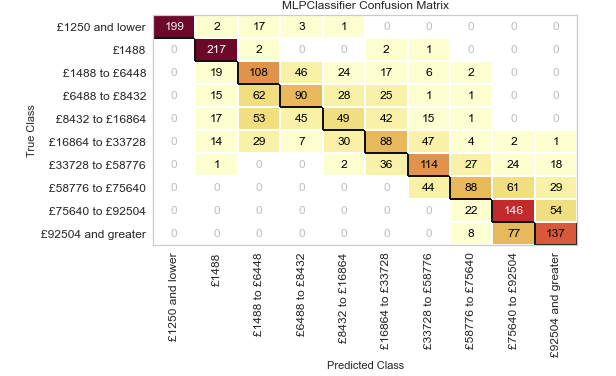 MLPClassifier Confusion Matrix
£1250 and lower 199 2 17 3 1 0 0 0 0 0
£1488 0 217 2 0 0 2 1 0 0 0
£1488 to £6448 0 19 108 46 24 17 6 2 0 0
£6488 to £8432 0 15 62 90 28 25 1 1 0 0
£8432 to £16864 0 17 53 45 49 42 15 1 0 0
£16864 to £33728 0 14 29 7 30 88 47 4 2 1
£33728 to £58776 0 1 0 0 2 36 114 27 24 18
£58776 to £75640 0 0 0 0 0 0 44 88 61 29
£75640 to £92504 0 0 0 0 0 0 0 22 146 54
£92504 and greater 0 0 0 0 0 0 0 8 77 137
True Class
£1250 and lower
£1488
£1488 to £6448
£6488 to £8432
£8432 to £16864
£16864 to £33728
£33728 to £58776
£58776 to £75640
£75640 to £92504
£92504 and greater
Predicted Class